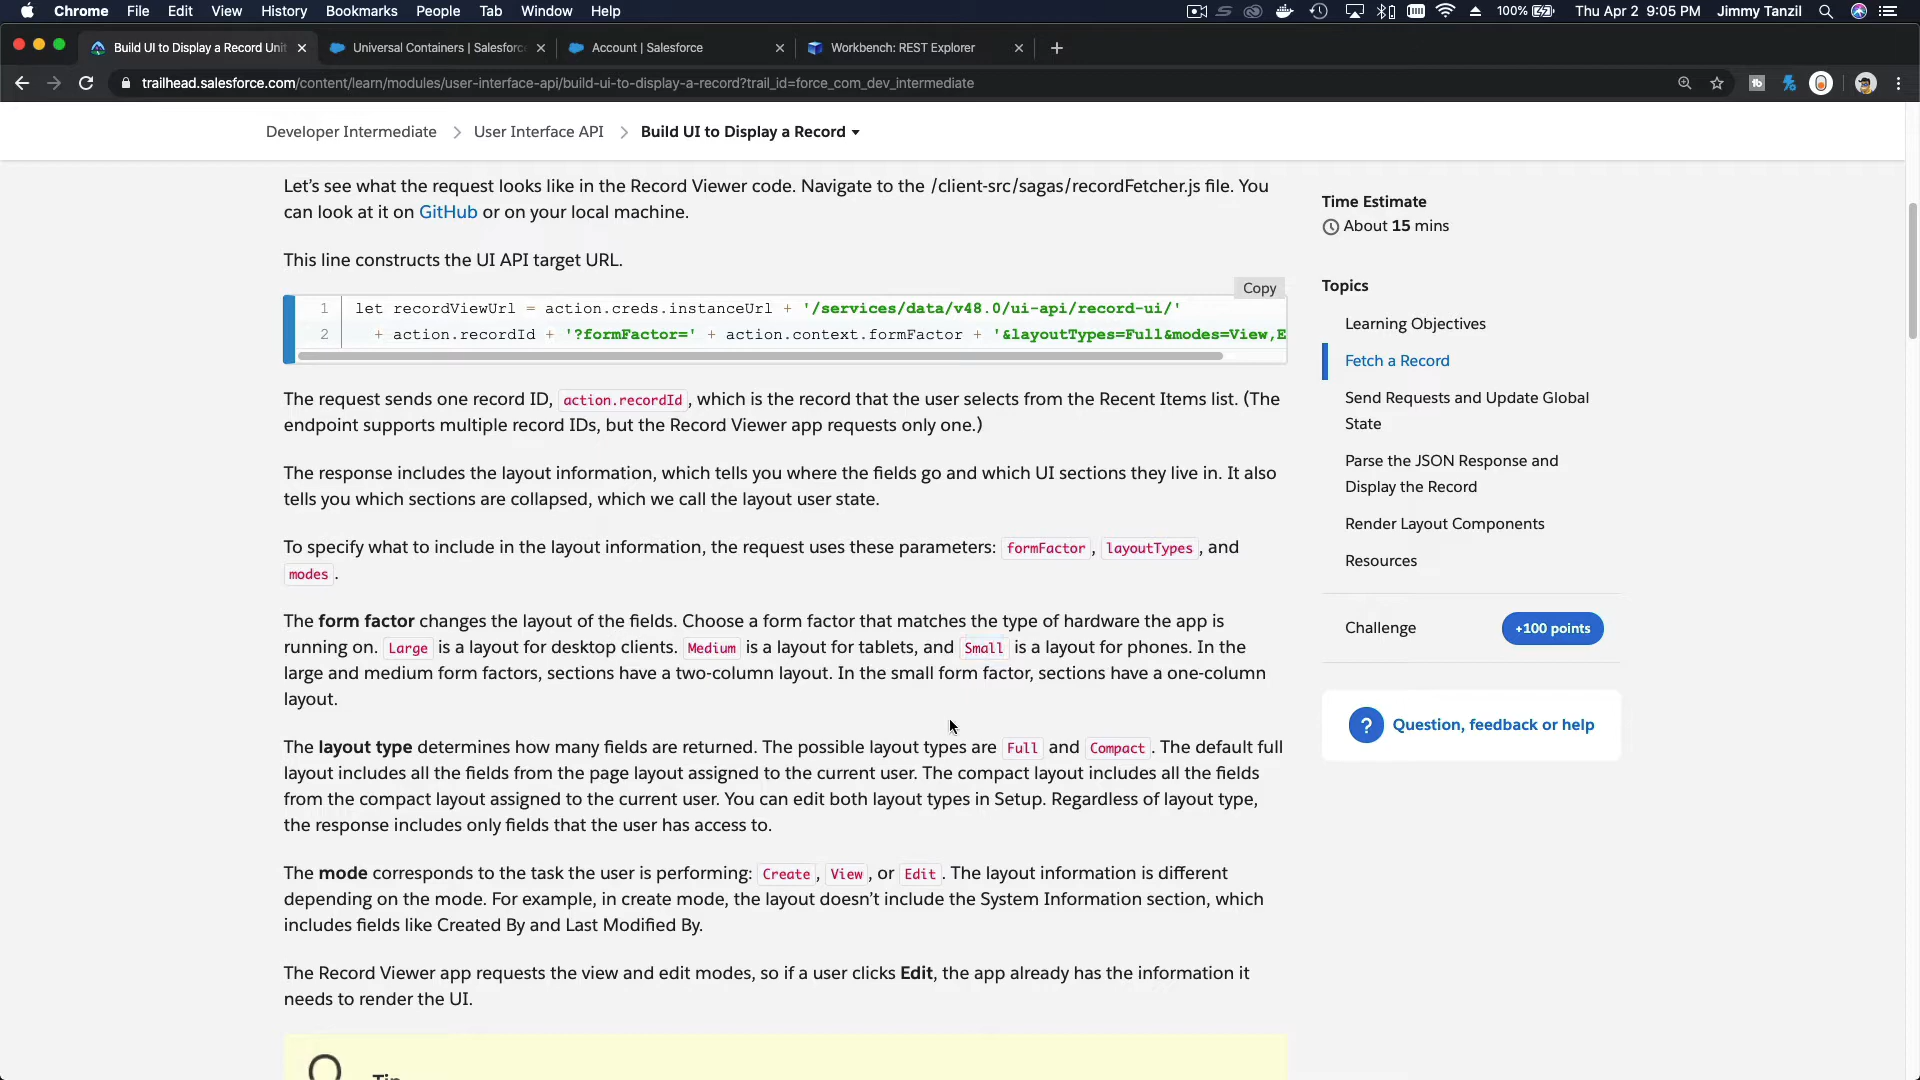 Chrome File Edit View History Bookmarks People Tab Window Help 100% Thu Apr 2 9:05 PM Jimmy Tanzil
Build UI to Display a Record Unit Universal Containers | Salesforc Account | Salesforce Workbench: REST Explorer
trailhead.salesforce.com/content/learn/modules/user-interface-api/build-ui-to-display-a-record?trail_id=force_com_dev_intermediate
Developer Intermediate User Interface API Build UI to Display a Record
Let's see what the request looks like in the Record Viewer code. Navigate to the /client-src/sagas/recordFetcher.js file. You
can look at it on GitHub or on your local machine.
This line constructs the UI API target URL.
Copy
1 let recordViewUrl = action.creds.instanceUrl + '/services/data/v48.0/ui-api/record-ui/'
2 + action.recordId + '?formFactor=' + action.context.formFactor + '&layoutTypes=Full&modes=View,E
The request sends one record ID, action.recordId, which is the record that the user selects from the Recent Items list. (The
endpoint supports multiple record IDs, but the Record Viewer app requests only one.)
The response includes the layout information, which tells you where the fields go and which UI sections they live in. It also
tells you which sections are collapsed, which we call the layout user state.
To specify what to include in the layout information, the request uses these parameters: formFactor, layoutTypes, and
modes.
The form factor changes the layout of the fields. Choose a form factor that matches the type of hardware the app is
running on. Large is a layout for desktop clients. Medium is a layout for tablets, and Small is a layout for phones. In the
large and medium form factors, sections have a two-column layout. In the small form factor, sections have a one-column
layout.
The layout type determines how many fields are returned. The possible layout types are Full and Compact. The default full
layout includes all the fields from the page layout assigned to the current user. The compact layout includes all the fields
from the compact layout assigned to the current user. You can edit both layout types in Setup. Regardless of layout type,
the response includes only fields that the user has access to.
The mode corresponds to the task the user is performing: Create, View, or Edit. The layout information is different
depending on the mode. For example, in create mode, the layout doesn't include the System Information section, which
includes fields like Created By and Last Modified By.
The Record Viewer app requests the view and edit modes, so if a user clicks Edit, the app already has the information it
needs to render the UI.
Tip
Time Estimate
About 15 mins
Topics
Learning Objectives
Fetch a Record
Send Requests and Update Global
State
Parse the JSON Response and
Display the Record
Render Layout Components
Resources
Challenge +100 points
? Question, feedback or help